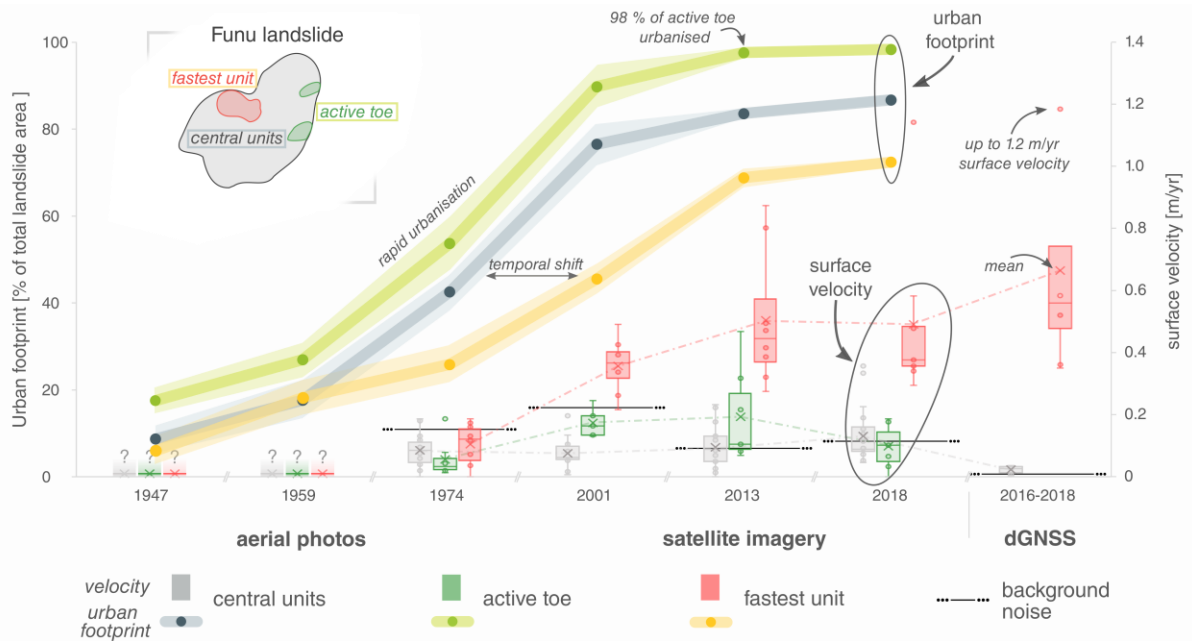 Funu landslide
fastest unit
active toe
central units
98 % of active toe
urbanised
urban
footprint
up to 1.2 m/yr
surface velocity
rapid urbanisation
temporal shift
surface
velocity
mean
Urban footprint [% of total landslide area ]
100
80
60
40
20
0
surface velocity [m/yr]
1.4
1.2
1.0
0.8
0.6
0.4
0.2
0
? ? ?
? ? ?
1947 1959 1974 2001 2013 2018 2016-2018
aerial photos satellite imagery dGNSS
velocity central units active toe fastest unit background
noise
urban
footprint